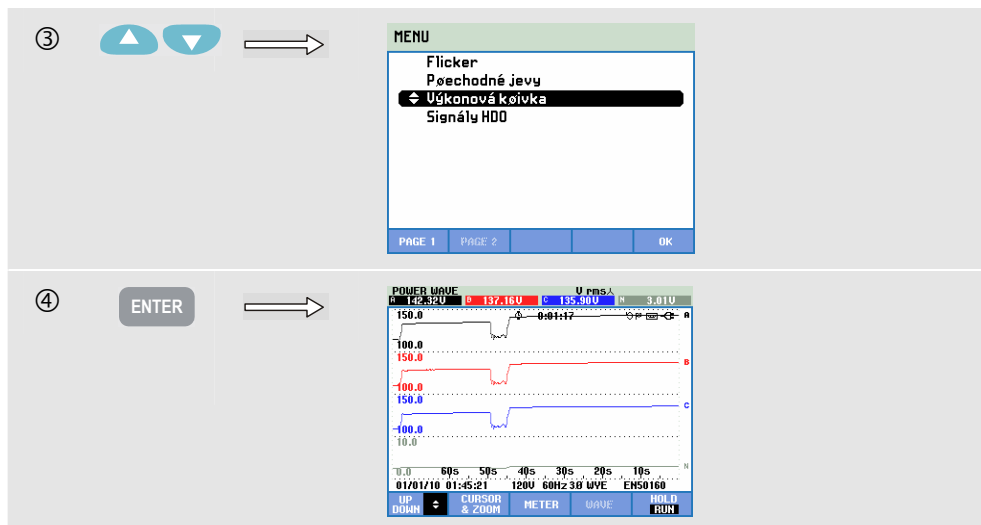 ③
MENU
Flicker
Pøechodné jevy
Výkonová køivka
Signály HDO
PAGE 1 PAGE 2 OK
④
ENTER
POWER WAVE V rms
A 142.32V B 137.16V C 135.90V N 3.01V
150.0 0:01:17 P A
100.0
150.0 B
100.0
150.0 C
100.0
10.0
0.0 60s 50s 40s 30s 20s 10s N
01/01/10 01:45:21 120V 60Hz 3Ø WYE EN50160
UP CURSOR METER WAVE HOLD
DOWN & ZOOM RUN